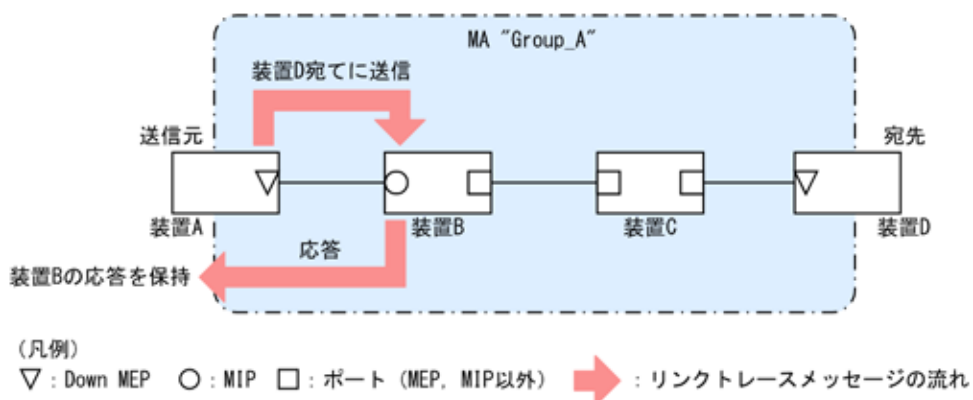 MA "Group_A"
装置D宛てに送信
送信元
宛先
装置A
装置B
装置C
装置D
応答
装置Bの応答を保持
(凡例)
▽:Down MEP ○:MIP □:ポート(MEP, MIP以外) :リンクトレースメッセージの流れ